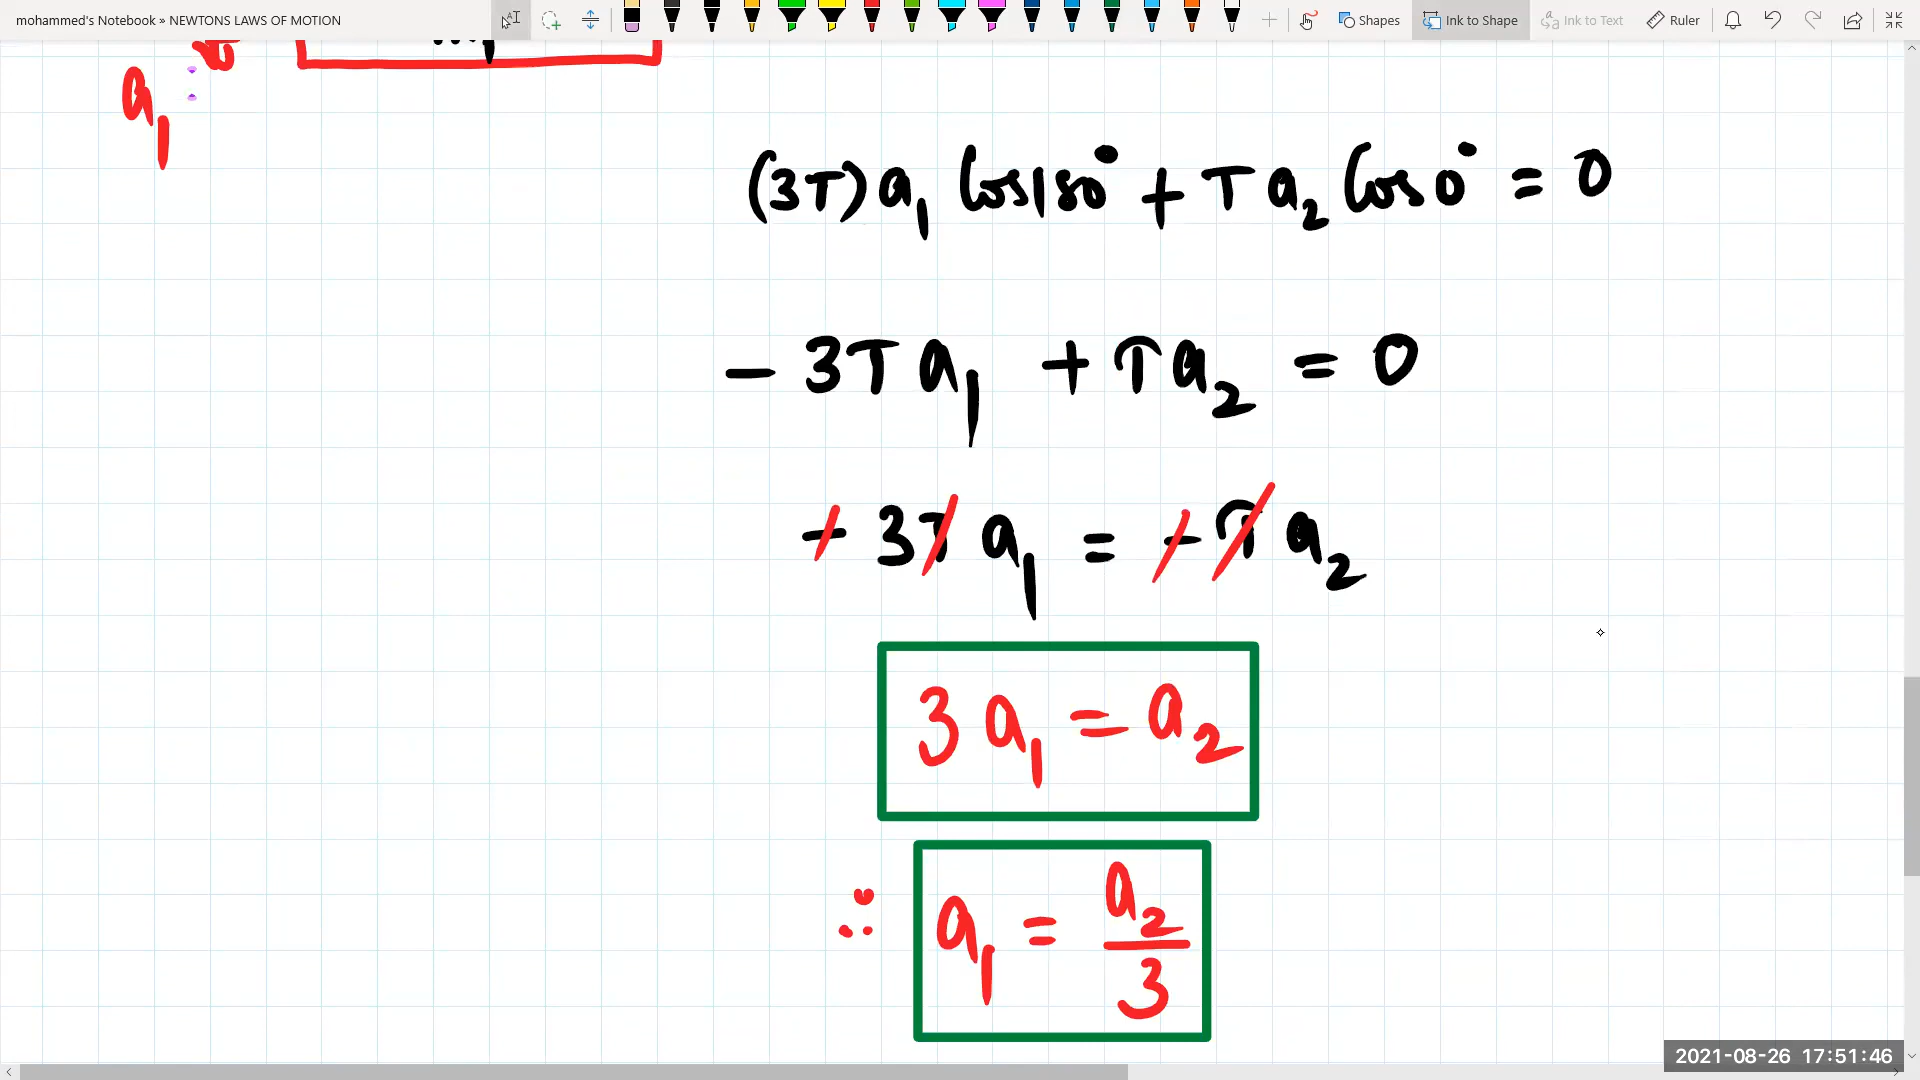 mohammed's Notebook » NEWTONS LAWS OF MOTION
Shapes Ink to Shape Ink to Text Ruler
a₁
(3T) a₁ Cos180° + T a₂ Cos0° = 0
- 3T a₁ + T a₂ = 0
- 3T a₁ = - T a₂
3 a₁ = a₂
∴ a₁ = a₂/3
2021-08-26 17:51:46